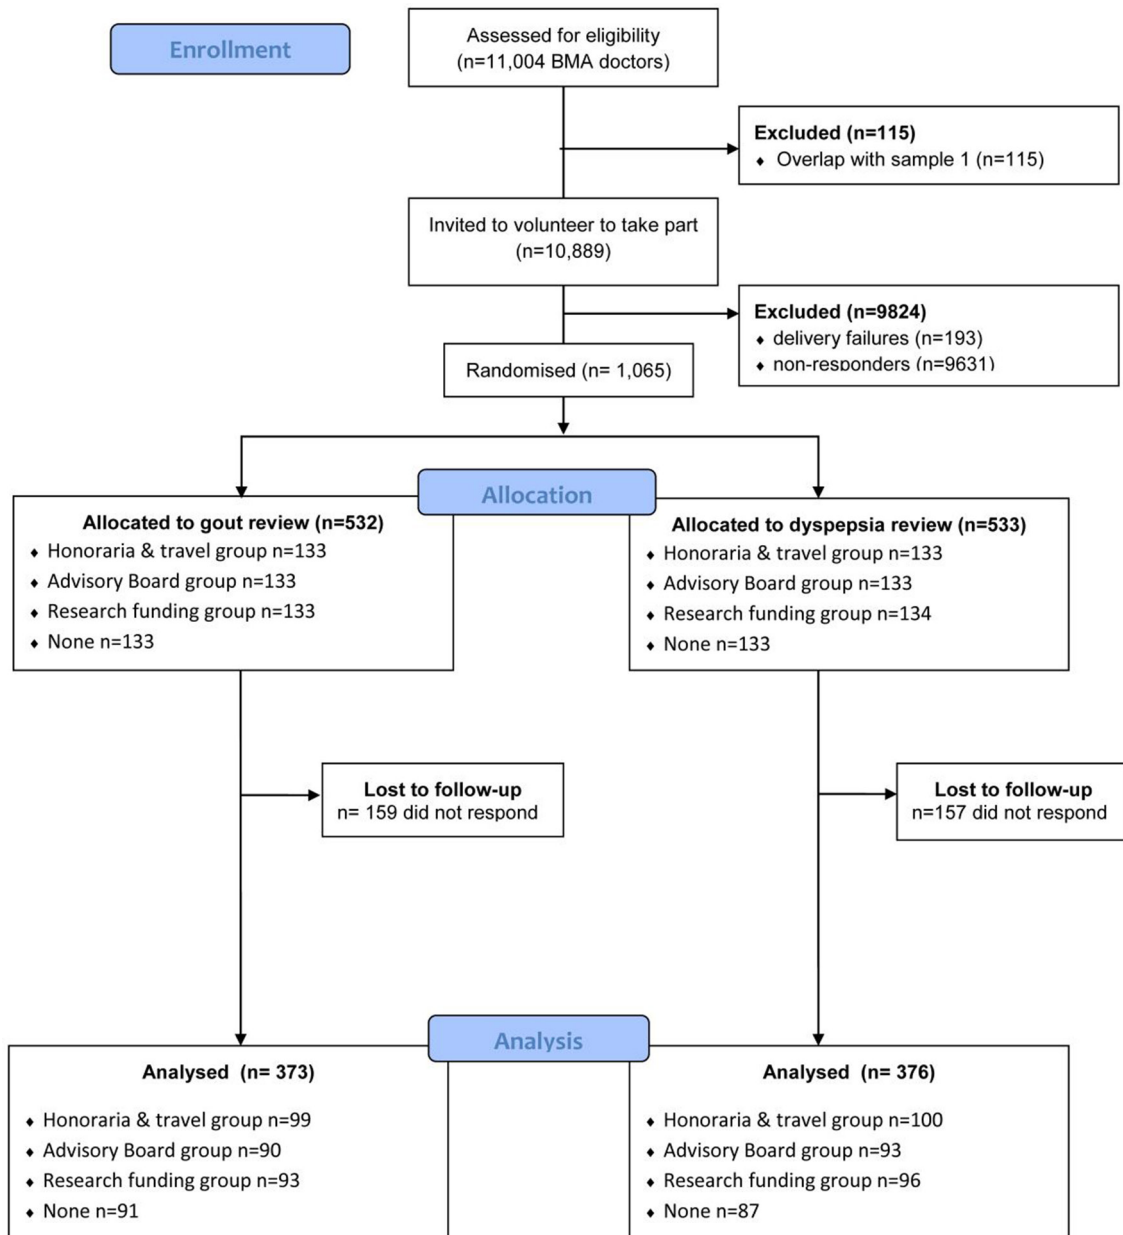 Enrollment
Assessed for eligibility
(n=11,004 BMA doctors)
Excluded (n=115)
♦ Overlap with sample 1 (n=115)
Invited to volunteer to take part
(n=10,889)
Excluded (n=9824)
♦ delivery failures (n=193)
♦ non-responders (n=9631)
Randomised (n= 1,065)
Allocation
Allocated to gout review (n=532)
♦ Honoraria & travel group n=133
♦ Advisory Board group n=133
♦ Research funding group n=133
♦ None n=133
Allocated to dyspepsia review (n=533)
♦ Honoraria & travel group n=133
♦ Advisory Board group n=133
♦ Research funding group n=134
♦ None n=133
Lost to follow-up
n= 159 did not respond
Lost to follow-up
n=157 did not respond
Analysis
Analysed (n= 373)
♦ Honoraria & travel group n=99
♦ Advisory Board group n=90
♦ Research funding group n=93
♦ None n=91
Analysed (n= 376)
♦ Honoraria & travel group n=100
♦ Advisory Board group n=93
♦ Research funding group n=96
♦ None n=87